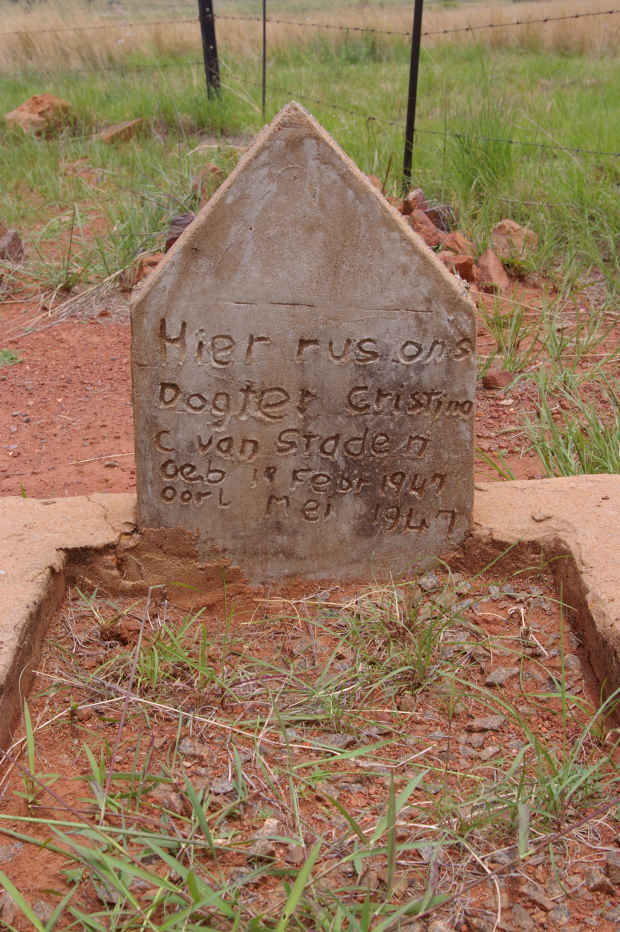 Hier rus ons
Dogter Cristina
C van Staden
Geb 19 Febr 1947
Oorl Mei 1947